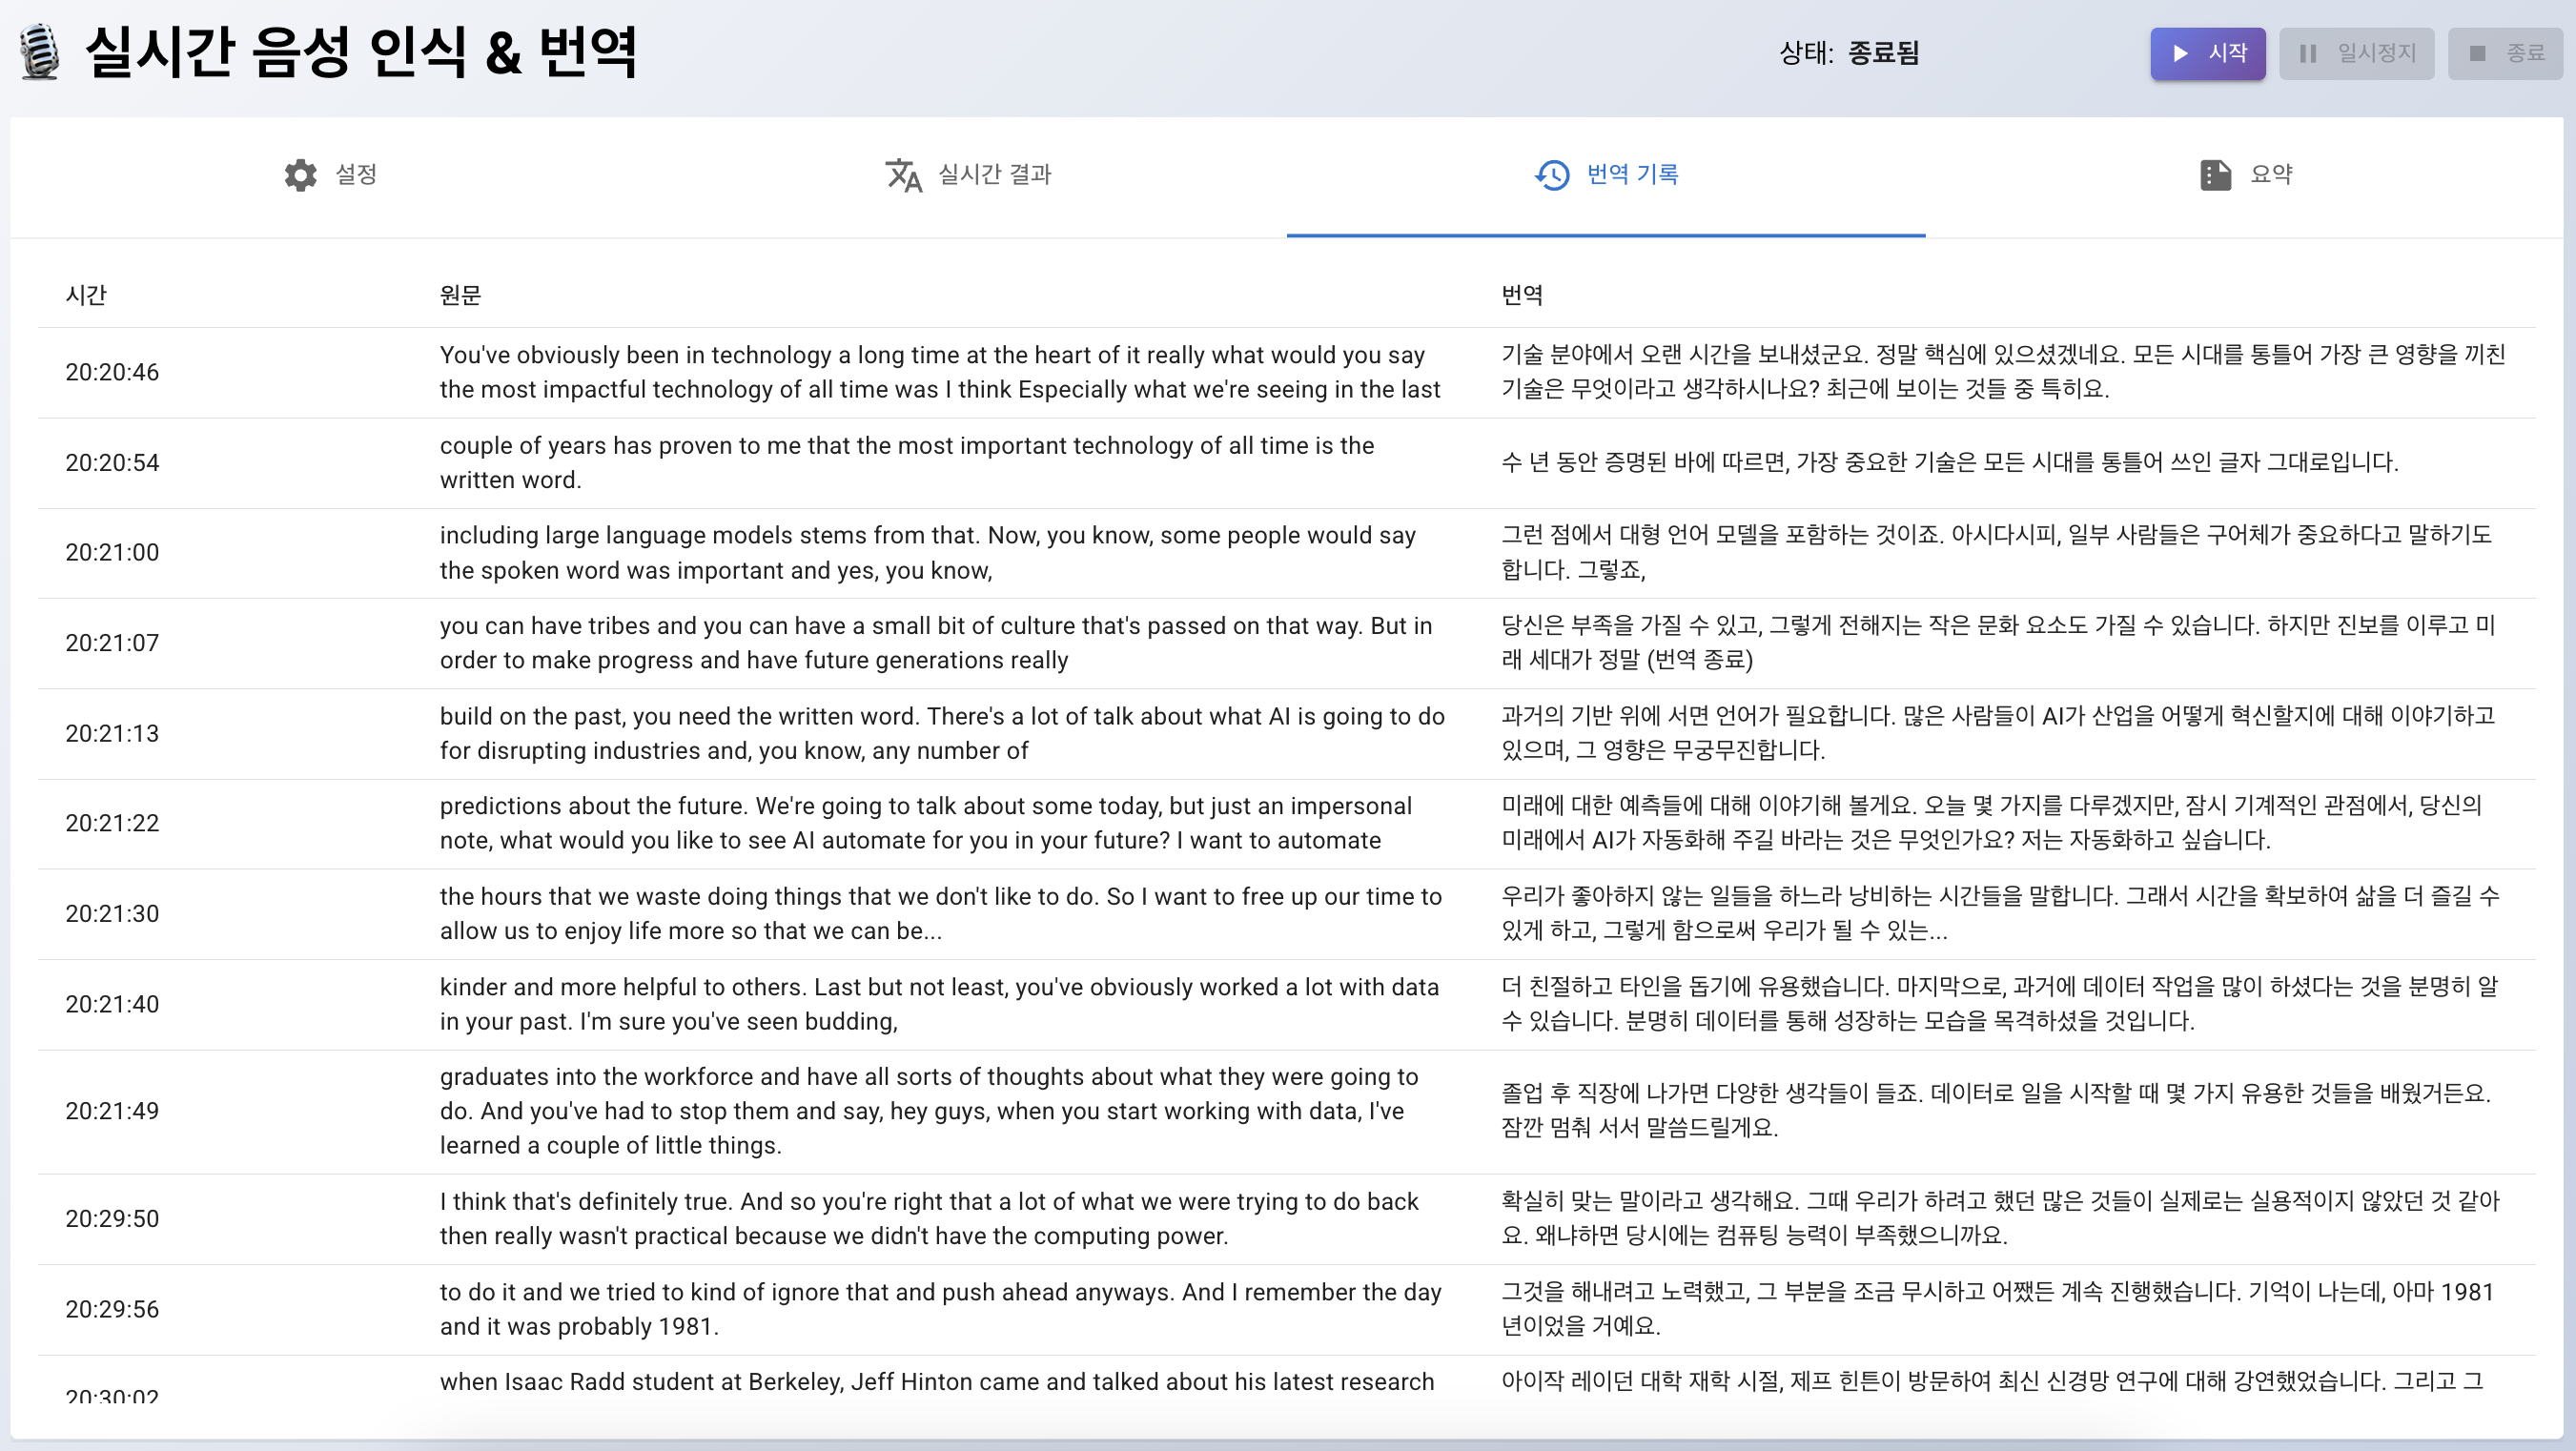 실시간 음성 인식 & 번역
상태: 종료됨
시작
일시정지
종료
설정
실시간 결과
번역 기록
요약
시간
원문
번역
20:20:46
You've obviously been in technology a long time at the heart of it really what would you say
the most impactful technology of all time was I think Especially what we're seeing in the last
기술 분야에서 오랜 시간을 보내셨군요. 정말 핵심에 있으셨겠네요. 모든 시대를 통틀어 가장 큰 영향을 끼친
기술은 무엇이라고 생각하시나요? 최근에 보이는 것들 중 특히요.
20:20:54
couple of years has proven to me that the most important technology of all time is the
written word.
수 년 동안 증명된 바에 따르면, 가장 중요한 기술은 모든 시대를 통틀어 쓰인 글자 그대로입니다.
20:21:00
including large language models stems from that. Now, you know, some people would say
the spoken word was important and yes, you know,
그런 점에서 대형 언어 모델을 포함하는 것이죠. 아시다시피, 일부 사람들은 구어체가 중요하다고 말하기도
합니다. 그렇죠,
20:21:07
you can have tribes and you can have a small bit of culture that's passed on that way. But in
order to make progress and have future generations really
당신은 부족을 가질 수 있고, 그렇게 전해지는 작은 문화 요소도 가질 수 있습니다. 하지만 진보를 이루고 미
래 세대가 정말 (번역 종료)
20:21:13
build on the past, you need the written word. There's a lot of talk about what AI is going to do
for disrupting industries and, you know, any number of
과거의 기반 위에 서면 언어가 필요합니다. 많은 사람들이 AI가 산업을 어떻게 혁신할지에 대해 이야기하고
있으며, 그 영향은 무궁무진합니다.
20:21:22
predictions about the future. We're going to talk about some today, but just an impersonal
note, what would you like to see AI automate for you in your future? I want to automate
미래에 대한 예측들에 대해 이야기해 볼게요. 오늘 몇 가지를 다루겠지만, 잠시 기계적인 관점에서, 당신의
미래에서 AI가 자동화해 주길 바라는 것은 무엇인가요? 저는 자동화하고 싶습니다.
20:21:30
the hours that we waste doing things that we don't like to do. So I want to free up our time to
allow us to enjoy life more so that we can be...
우리가 좋아하지 않는 일들을 하느라 낭비하는 시간들을 말합니다. 그래서 시간을 확보하여 삶을 더 즐길 수
있게 하고, 그렇게 함으로써 우리가 될 수 있는...
20:21:40
kinder and more helpful to others. Last but not least, you've obviously worked a lot with data
in your past. I'm sure you've seen budding,
더 친절하고 타인을 돕기에 유용했습니다. 마지막으로, 과거에 데이터 작업을 많이 하셨다는 것을 분명히 알
수 있습니다. 분명히 데이터를 통해 성장하는 모습을 목격하셨을 것입니다.
20:21:49
graduates into the workforce and have all sorts of thoughts about what they were going to
do. And you've had to stop them and say, hey guys, when you start working with data, I've
learned a couple of little things.
졸업 후 직장에 나가면 다양한 생각들이 들죠. 데이터로 일을 시작할 때 몇 가지 유용한 것들을 배웠거든요.
잠깐 멈춰 서서 말씀드릴게요.
20:29:50
I think that's definitely true. And so you're right that a lot of what we were trying to do back
then really wasn't practical because we didn't have the computing power.
확실히 맞는 말이라고 생각해요. 그때 우리가 하려고 했던 많은 것들이 실제로는 실용적이지 않았던 것 같아
요. 왜냐하면 당시에는 컴퓨팅 능력이 부족했으니까요.
20:29:56
to do it and we tried to kind of ignore that and push ahead anyways. And I remember the day
and it was probably 1981.
그것을 해내려고 노력했고, 그 부분을 조금 무시하고 어쨌든 계속 진행했습니다. 기억이 나는데, 아마 1981
년이었을 거예요.
20:30:02
when Isaac Radd student at Berkeley, Jeff Hinton came and talked about his latest research
아이작 레이던 대학 재학 시절, 제프 힌튼이 방문하여 최신 신경망 연구에 대해 강연했었습니다. 그리고 그